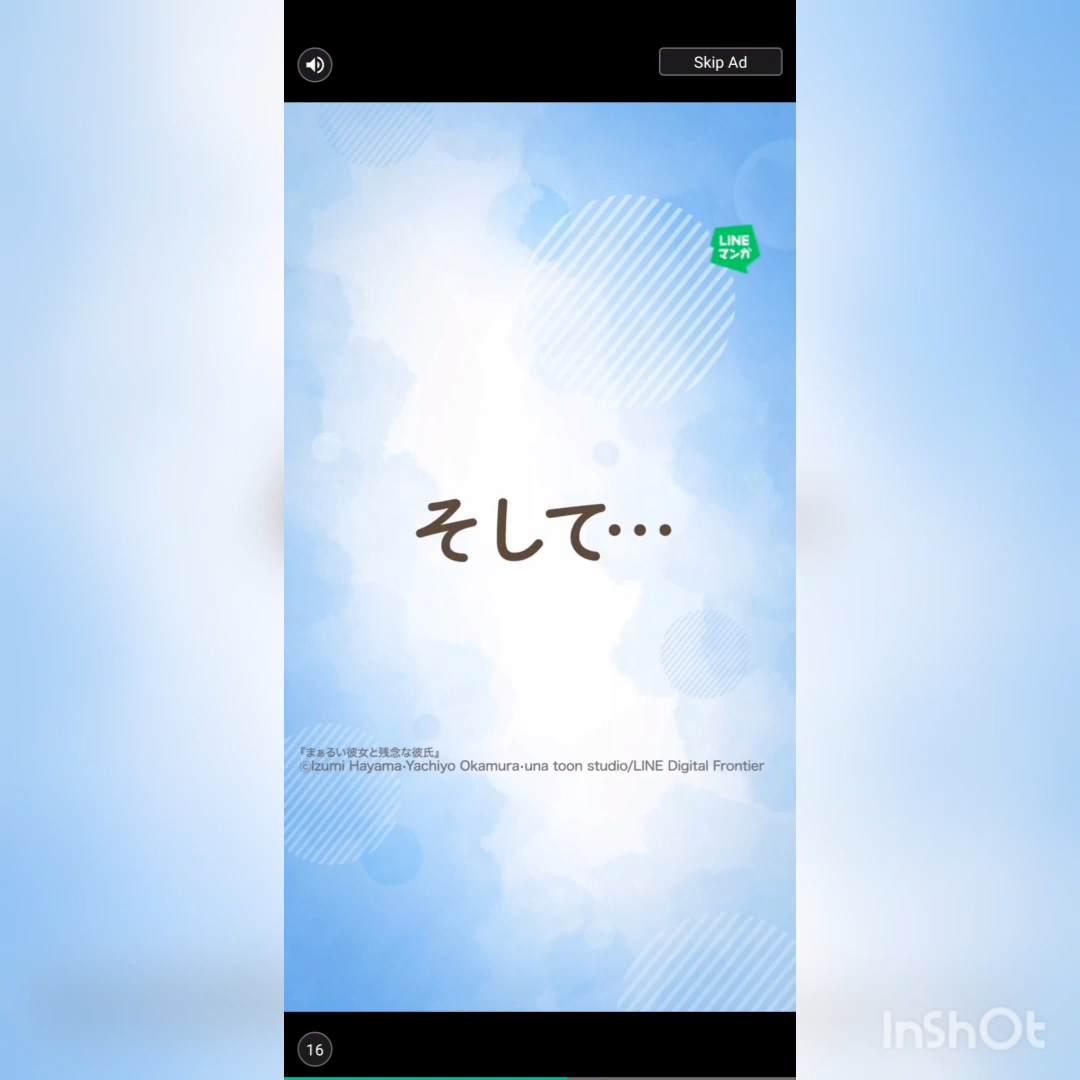 Skip Ad
LINE
マンガ
そして…
『まぁるい彼女と残念な彼氏』
©Izumi Hayama・Yachiyo Okamura・una toon studio/LINE Digital Frontier
InShOt
16